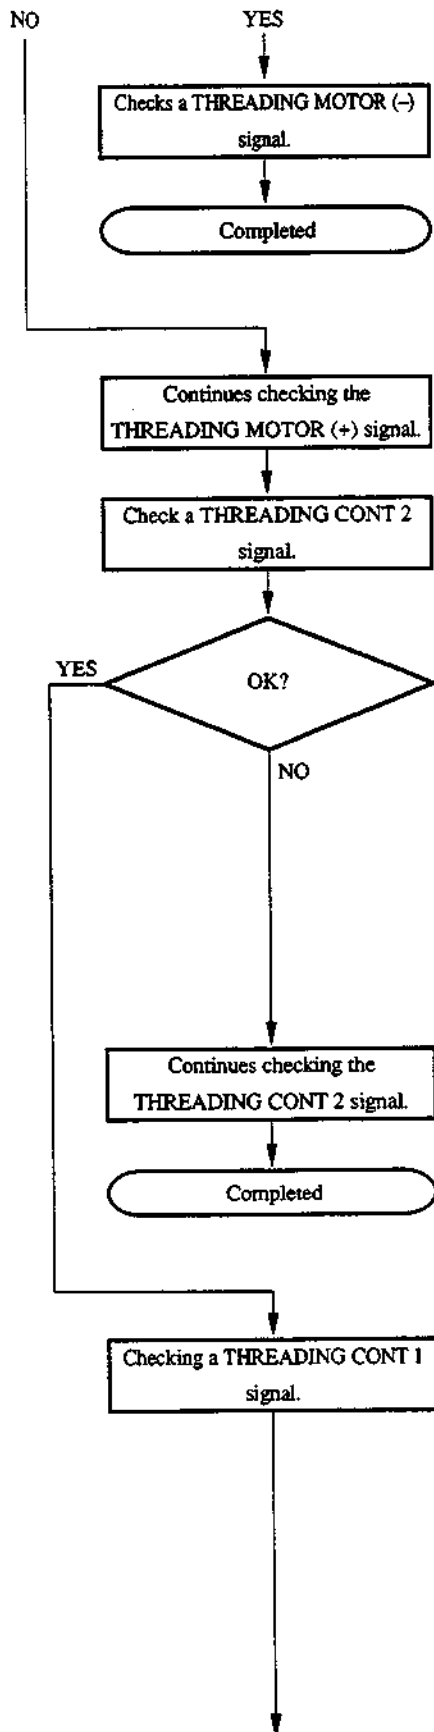 NO
YES
Checks a THREADING MOTOR (–)
signal.
Completed
Continues checking the
THREADING MOTOR (+) signal.
Check a THREADING CONT 2
signal.
YES
OK?
NO
Continues checking the
THREADING CONT 2 signal.
Completed
Checking a THREADING CONT 1
signal.